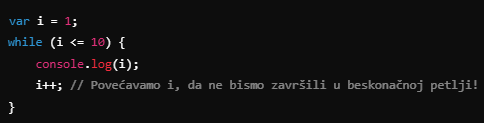 var i = 1;
while (i <= 10) {
    console.log(i);
    i++; // Povećavamo i, da ne bismo završili u beskonačnoj petlji!
}